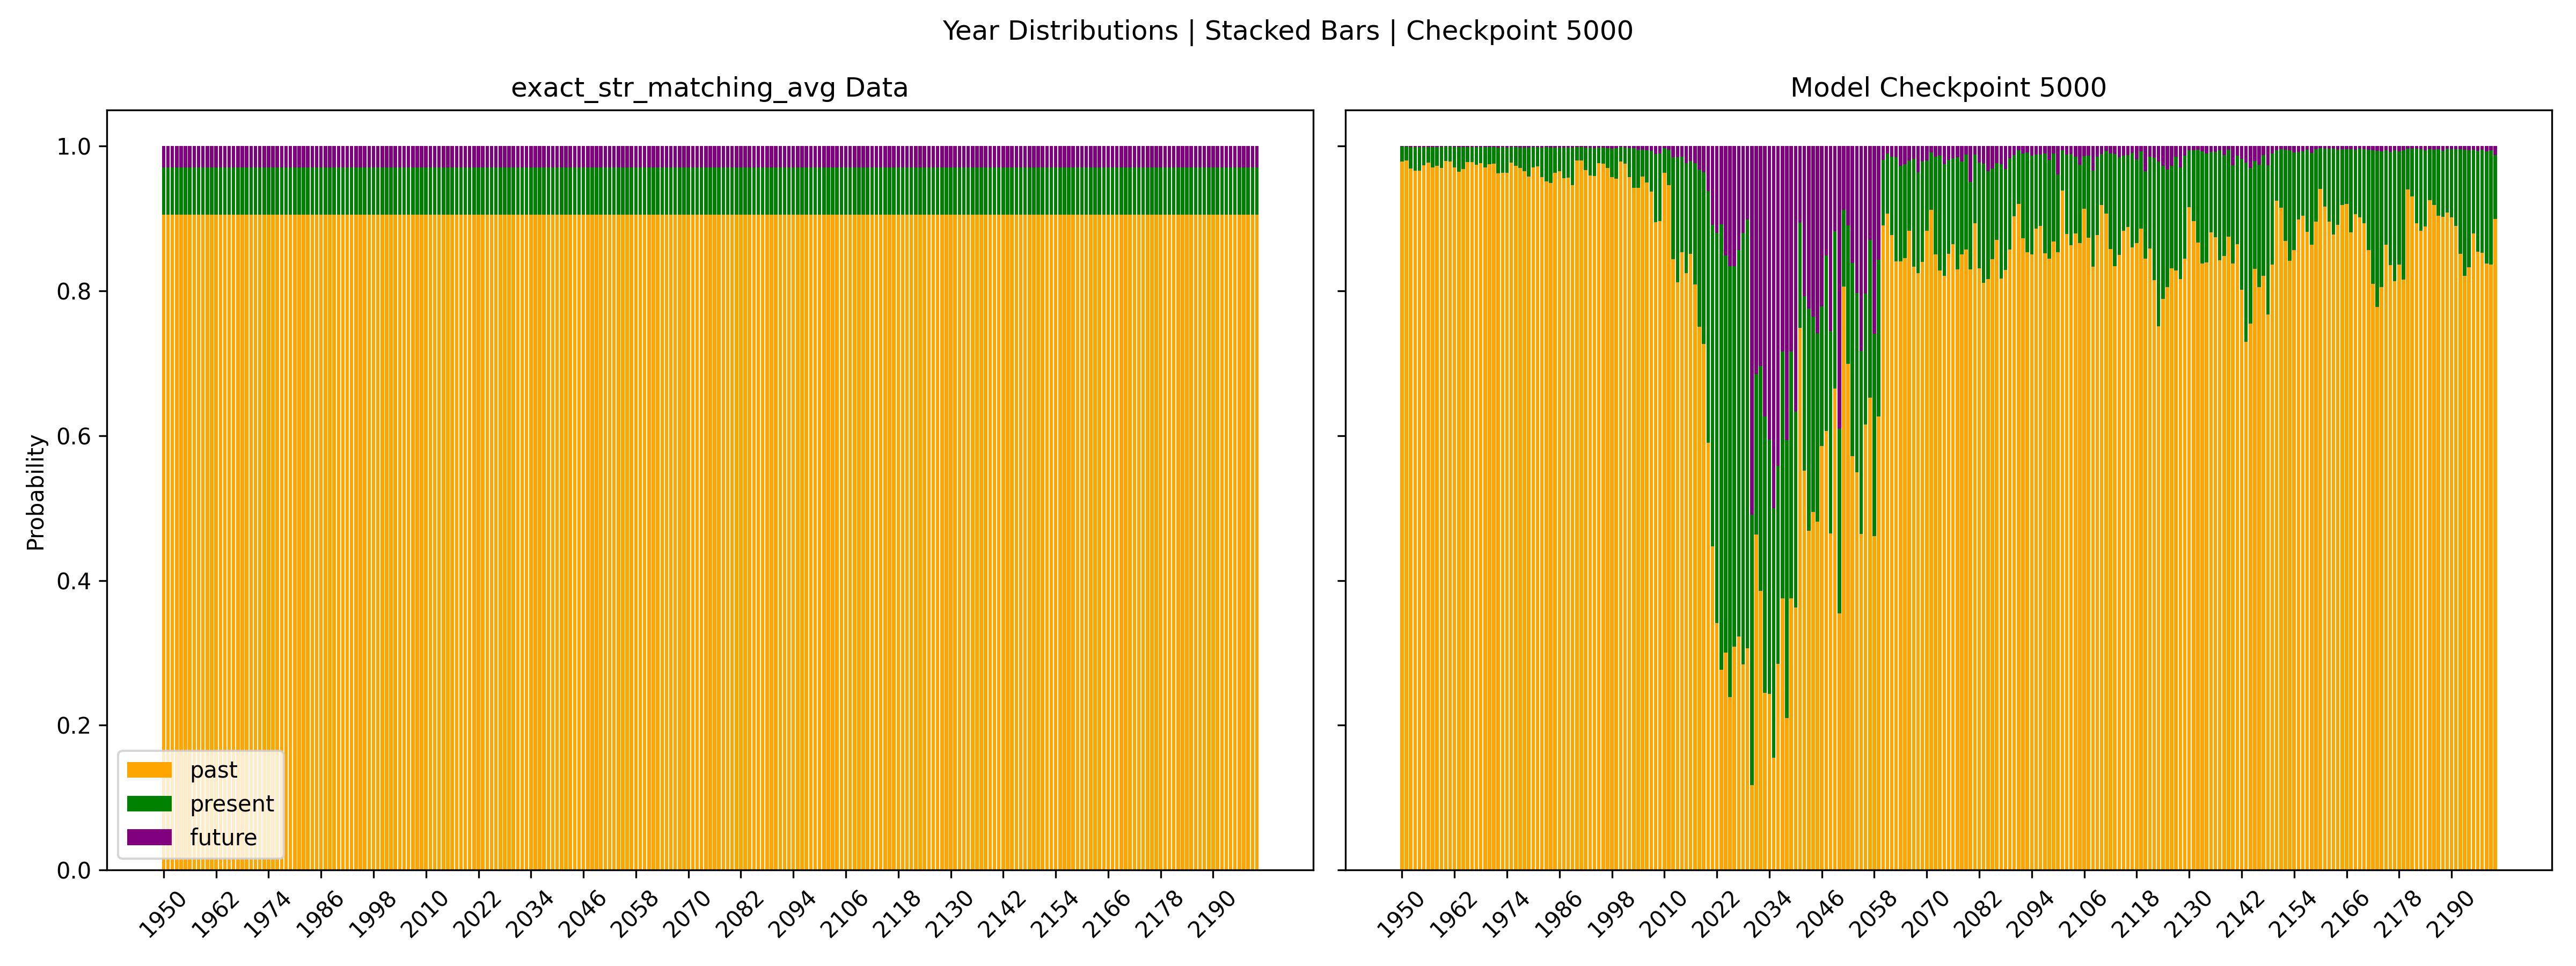 Year Distributions | Stacked Bars | Checkpoint 5000
exact_str_matching_avg Data
Probability
1.0
0.8
0.6
0.4
0.2
0.0
past
present
future
1950 1962 1974 1986 1998 2010 2022 2034 2046 2058 2070 2082 2094 2106 2118 2130 2142 2154 2166 2178 2190
Model Checkpoint 5000
1950 1962 1974 1986 1998 2010 2022 2034 2046 2058 2070 2082 2094 2106 2118 2130 2142 2154 2166 2178 2190